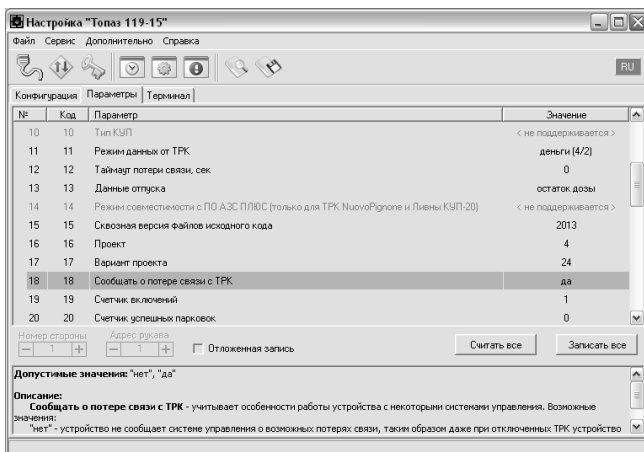 Настройка "Топаз 119-15"
Файл Сервис Дополнительно Справка
RU
Конфигурация Параметры Терминал
№ Код Параметр Значение
10 10 Тип КУП < не поддерживается >
11 11 Режим данных от ТРК деньги (4/2)
12 12 Таймаут потери связи, сек 0
13 13 Данные отпуска остаток дозы
14 14 Режим совместимости с ПО АЗС ПЛЮС (только для ТРК NuovoPignone и Ливны КУП-20) < не поддерживается >
15 15 Сквозная версия файлов исходного кода 2013
16 16 Проект 4
17 17 Вариант проекта 24
18 18 Сообщать о потере связи с ТРК да
19 19 Счетчик включений 1
20 20 Счетчик успешных парковок 0
Номер стороны Адрес рукава
1 1 Отложенная запись Считать все Записать все
Допустимые значения: "нет", "да"
Описание:
Сообщать о потере связи с ТРК - учитывает особенности работы устройства с некоторыми системами управления. Возможные
значения:
"нет" - устройство не сообщает системе управления о возможных потерях связи, таким образом даже при отключенных ТРК устройство